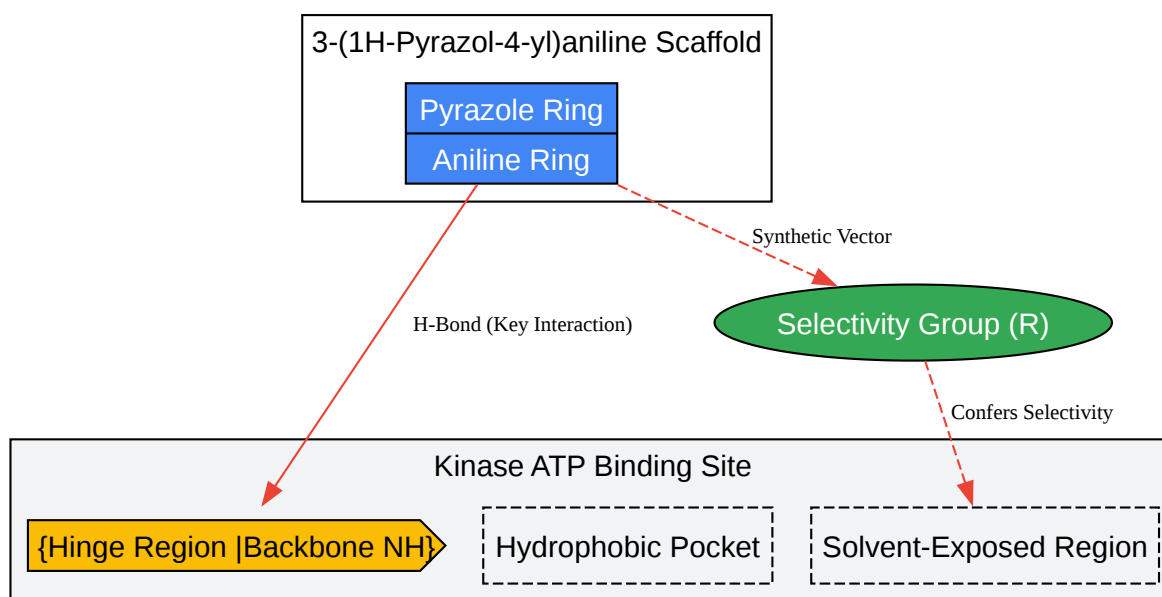 3-(1H-Pyrazol-4-yl)aniline Scaffold
Pyrazole Ring
Aniline Ring
Synthetic Vector
H-Bond (Key Interaction)
Selectivity Group (R)
Confers Selectivity
Kinase ATP Binding Site
{Hinge Region |Backbone NH}
Hydrophobic Pocket
Solvent-Exposed Region